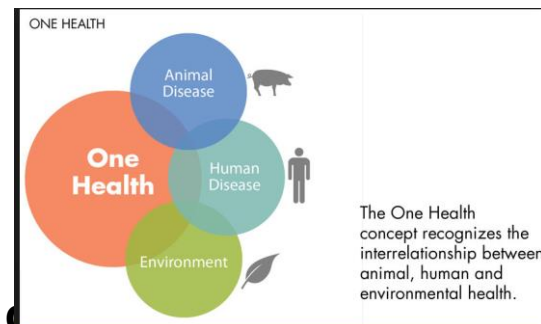 ONE HEALTH
Animal
Disease
One
Health
Human
Disease
Environment
The One Health
concept recognizes the
interrelationship between
animal, human and
environmental health.